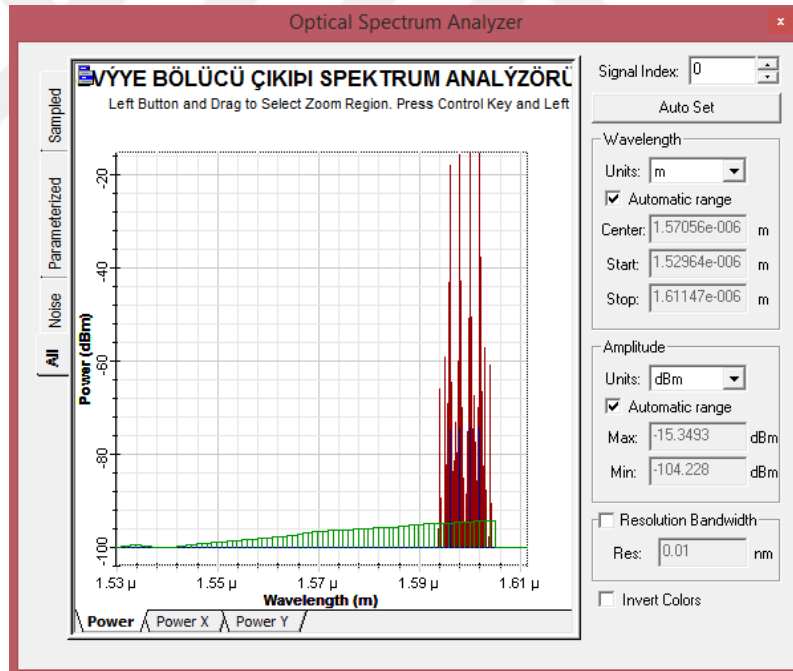 Optical Spectrum Analyzer
x
VÝYE BÖLÜCÜ ÇIKIÞI SPEKTRUM ANALÝZÖRÜ
Left Button and Drag to Select Zoom Region. Press Control Key and Left
Sampled
Parameterized
Noise
All
Power (dBm)
-20
-40
-60
-80
-100
1.53 µ
1.55 µ
1.57 µ
1.59 µ
1.61 µ
Wavelength (m)
Power
Power X
Power Y
Signal Index: 0
Auto Set
Wavelength
Units: m
Automatic range
Center: 1.57056e-006 m
Start: 1.52964e-006 m
Stop: 1.61147e-006 m
Amplitude
Units: dBm
Automatic range
Max: -15.3493 dBm
Min: -104.228 dBm
Resolution Bandwidth
Res: 0.01 nm
Invert Colors